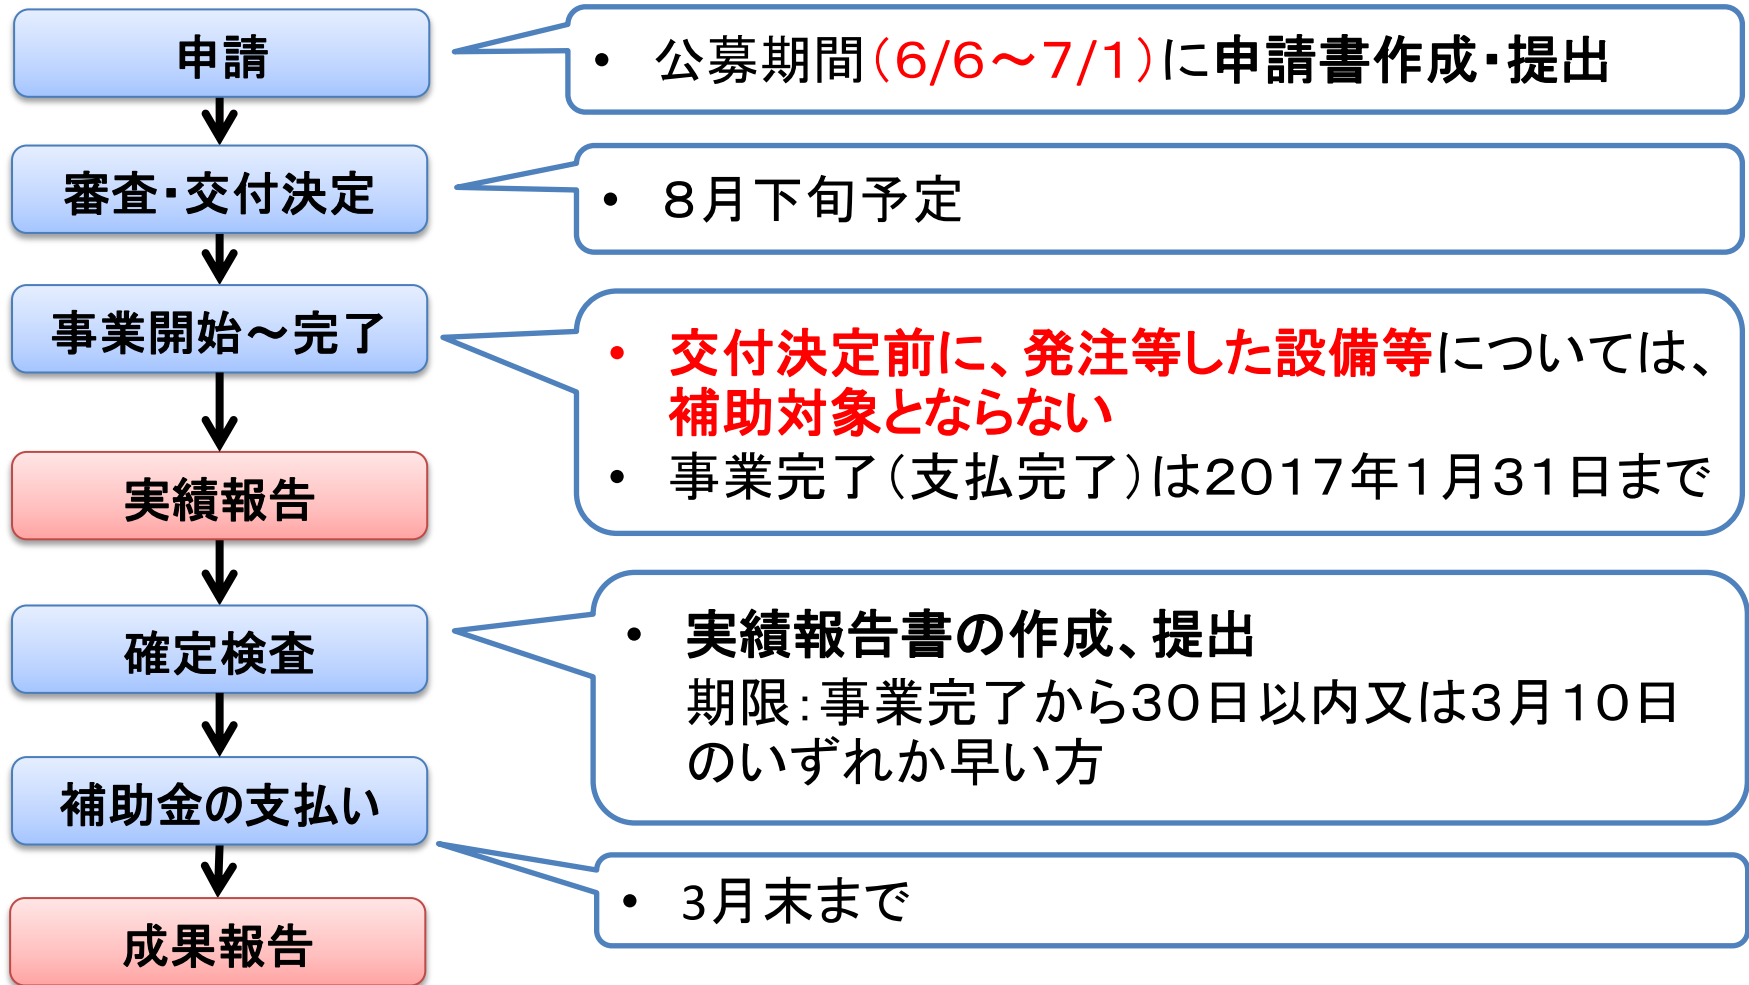 申請
• 公募期間(6/6～7/1)に申請書作成・提出
審査・交付決定
• 8月下旬予定
事業開始～完了
• 交付決定前に、発注等した設備等については、
補助対象とならない
• 事業完了(支払完了)は2017年1月31日まで
実績報告
確定検査
• 実績報告書の作成、提出
期限:事業完了から30日以内又は3月10日
のいずれか早い方
補助金の支払い
• 3月末まで
成果報告